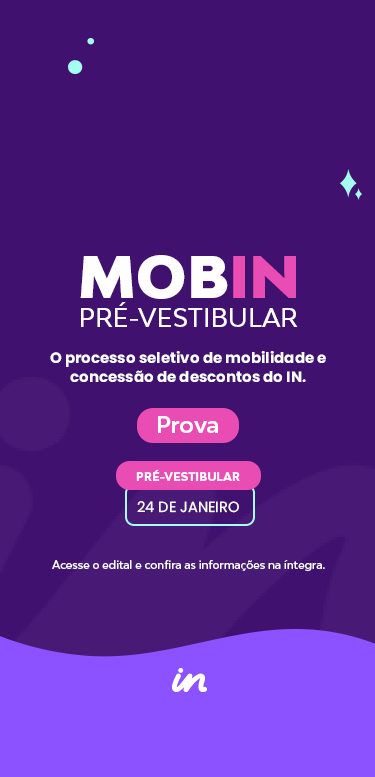 MOBIN
PRÉ-VESTIBULAR
O processo seletivo de mobilidade e
concessão de descontos do IN.
Prova
PRÉ-VESTIBULAR
24 DE JANEIRO
Acesse o edital e confira as informações na íntegra.
in